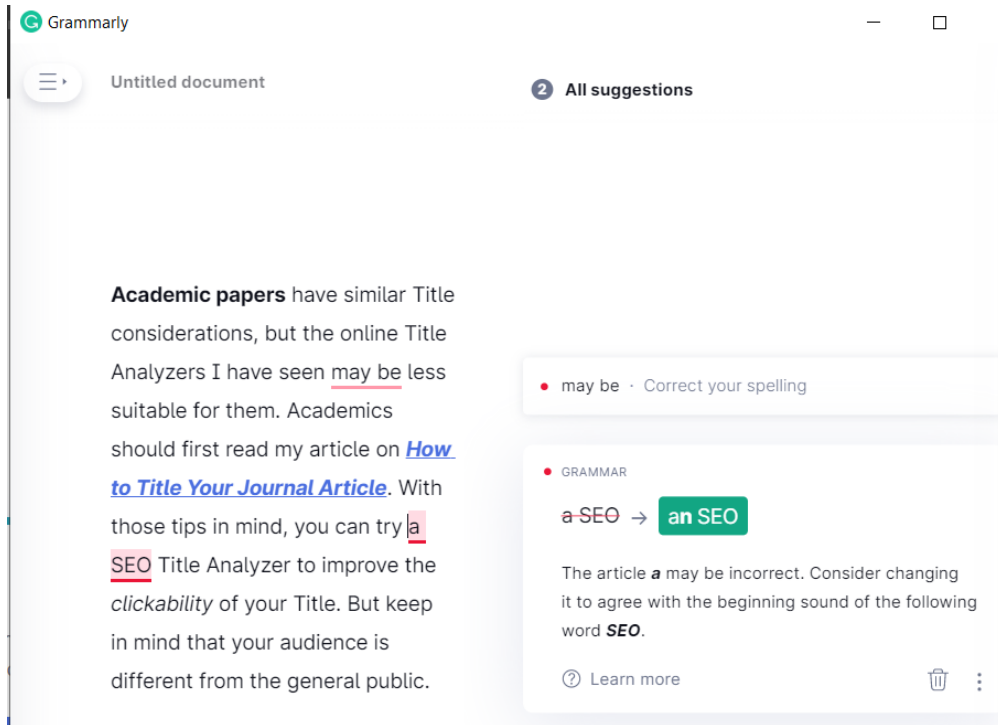 Grammarly
Untitled document
2 All suggestions
Academic papers have similar Title
considerations, but the online Title
Analyzers I have seen may be less
suitable for them. Academics
should first read my article on How
to Title Your Journal Article. With
those tips in mind, you can try a
SEO Title Analyzer to improve the
clickability of your Title. But keep
in mind that your audience is
different from the general public.
may be · Correct your spelling
GRAMMAR
a SEO → an SEO
The article a may be incorrect. Consider changing
it to agree with the beginning sound of the following
word SEO.
Learn more